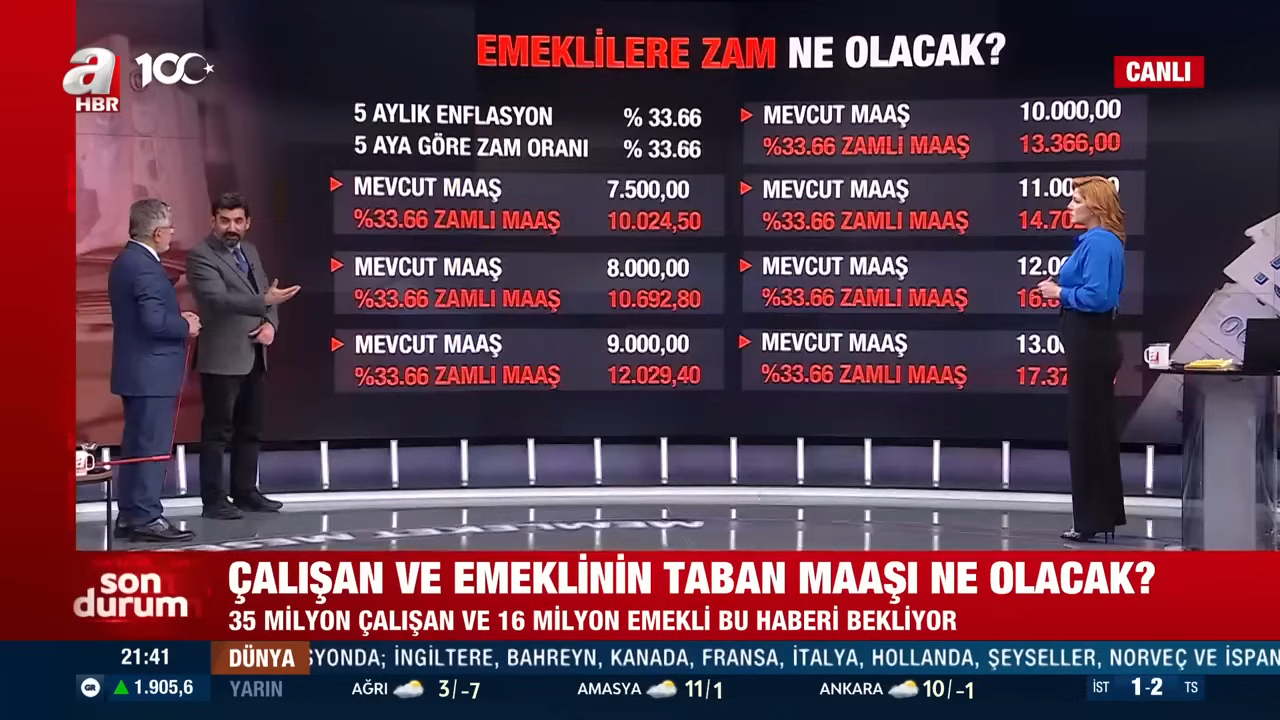 EMEKLİLERE ZAM NE OLACAK?
a
HBR
100
CANLI
5 AYLIK ENFLASYON % 33.66
5 AYA GÖRE ZAM ORANI % 33.66
MEVCUT MAAŞ 7.500,00
%33.66 ZAMLI MAAŞ 10.024,50
MEVCUT MAAŞ 8.000,00
%33.66 ZAMLI MAAŞ 10.692,80
MEVCUT MAAŞ 9.000,00
%33.66 ZAMLI MAAŞ 12.029,40
MEVCUT MAAŞ 10.000,00
%33.66 ZAMLI MAAŞ 13.366,00
MEVCUT MAAŞ
%33.66 ZAMLI MAAŞ
MEVCUT MAAŞ
%33.66 ZAMLI MAAŞ
MEVCUT MAAŞ
%33.66 ZAMLI MAAŞ
son
durum
ÇALIŞAN VE EMEKLİNİN TABAN MAAŞI NE OLACAK?
35 MİLYON ÇALIŞAN VE 16 MİLYON EMEKLİ BU HABERİ BEKLİYOR
21:41 DÜNYA SYONDA; İNGİLTERE, BAHREYN, KANADA, FRANSA, İTALYA, HOLLANDA, ŞEYSELLER, NORVEÇ VE İSPAN
GR 1.905,6 YARIN AĞRI 3/-7 AMASYA 11/1 ANKARA 10/-1 İST 1-2 TS